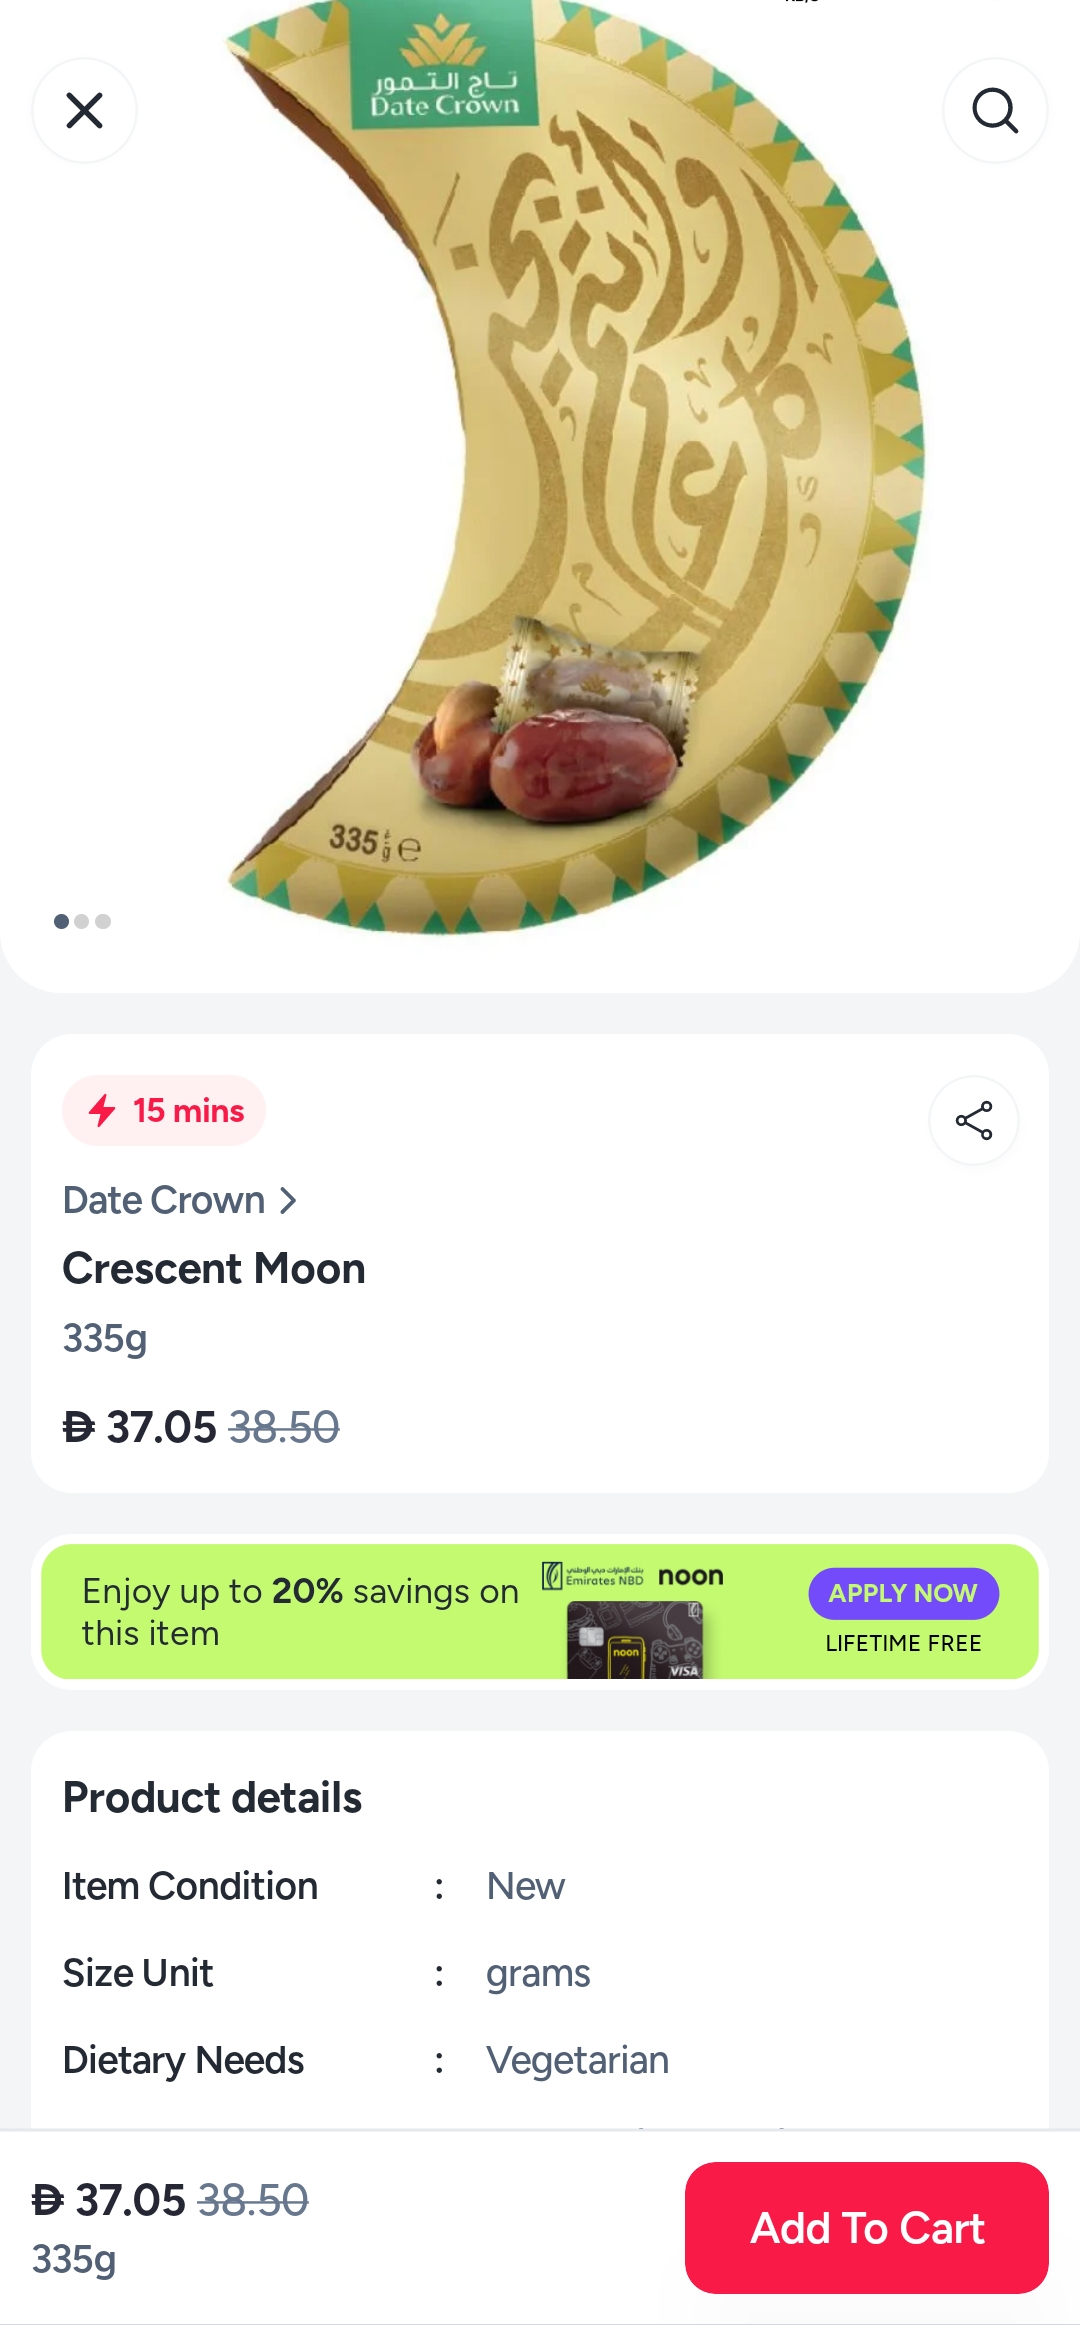 تاج التمور
Date Crown
335 غ g e
15 mins
Date Crown
Crescent Moon
335g
37.05 38.50
Enjoy up to 20% savings on
this item
بنك الإمارات دبي الوطني
Emirates NBD
noon
noon
VISA
APPLY NOW
LIFETIME FREE
Product details
Item Condition : New
Size Unit : grams
Dietary Needs : Vegetarian
37.05 38.50
335g
Add To Cart